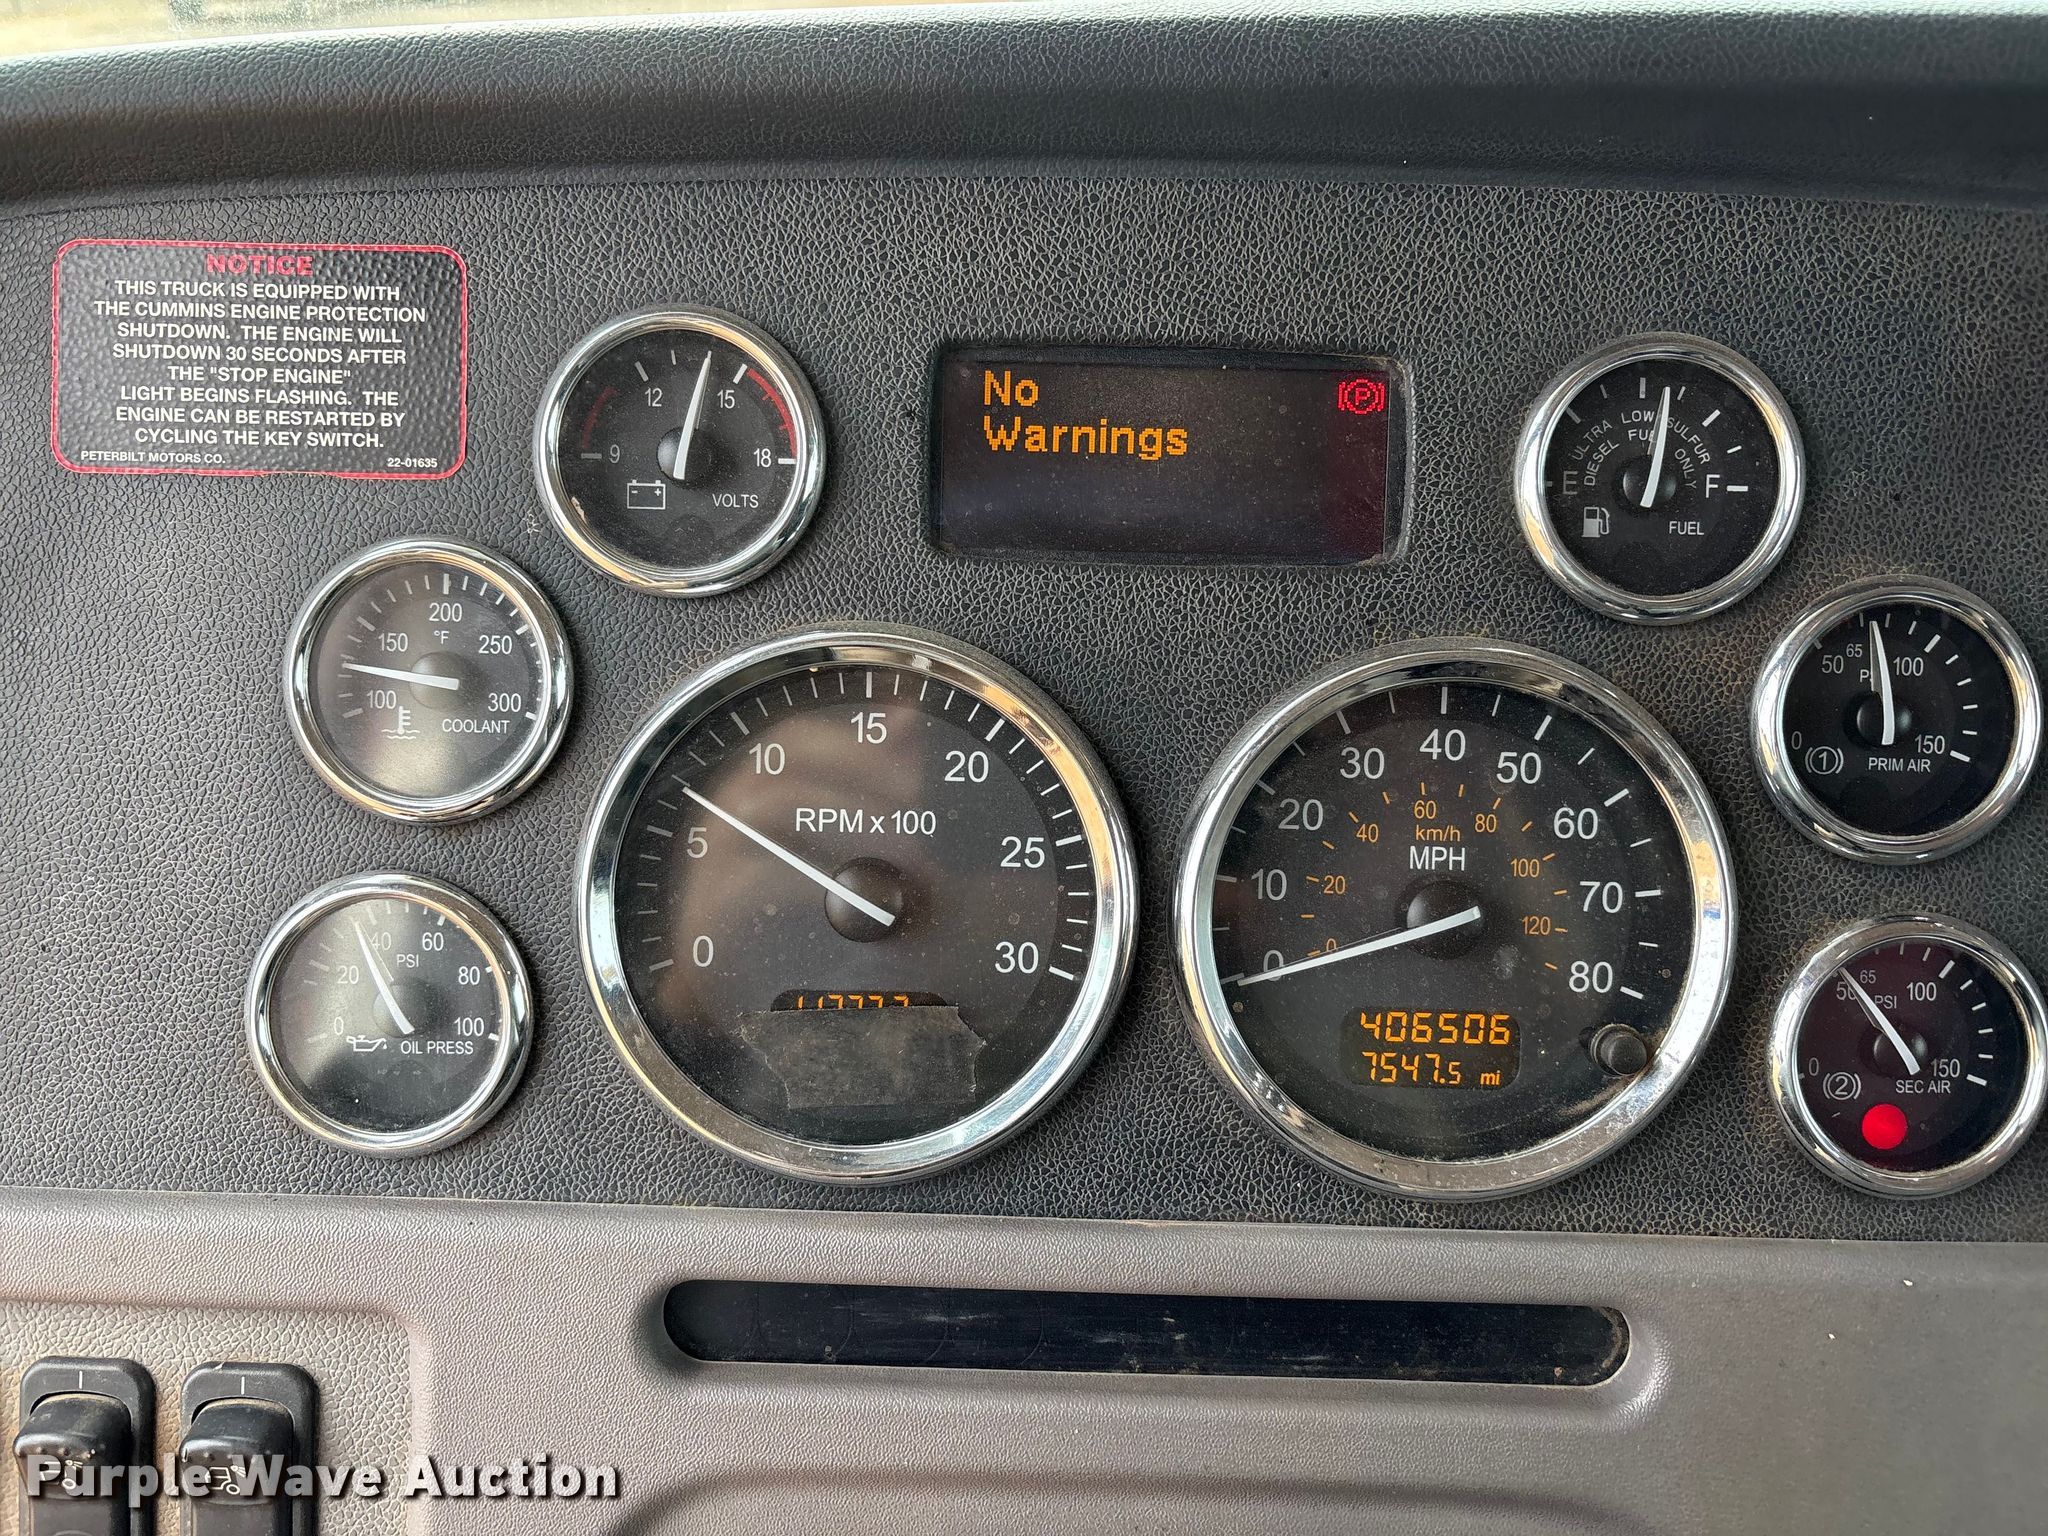 NOTICE
THIS TRUCK IS EQUIPPED WITH
THE CUMMINS ENGINE PROTECTION
SHUTDOWN. THE ENGINE WILL
SHUTDOWN 30 SECONDS AFTER
THE "STOP ENGINE"
LIGHT BEGINS FLASHING. THE
ENGINE CAN BE RESTARTED BY
CYCLING THE KEY SWITCH.
PETERBILT MOTORS CO. 22-01635
9 12 15 18
VOLTS
No
Warnings
P
ULTRA LOW SULFUR
DIESEL FUEL ONLY
E F
FUEL
100 150 200 250 300
°F
COOLANT
0 5 10 15 20 25 30
RPM x 100
0 10 20 30 40 50 60 70 80
0 20 40 60 80 100 120
km/h
MPH
406506
7547.5 mi
0 50 65 100 150
PSI
1 PRIM AIR
0 20 40 60 80 100
PSI
OIL PRESS
0 50 65 100 150
PSI
2 SEC AIR
Purple Wave Auction